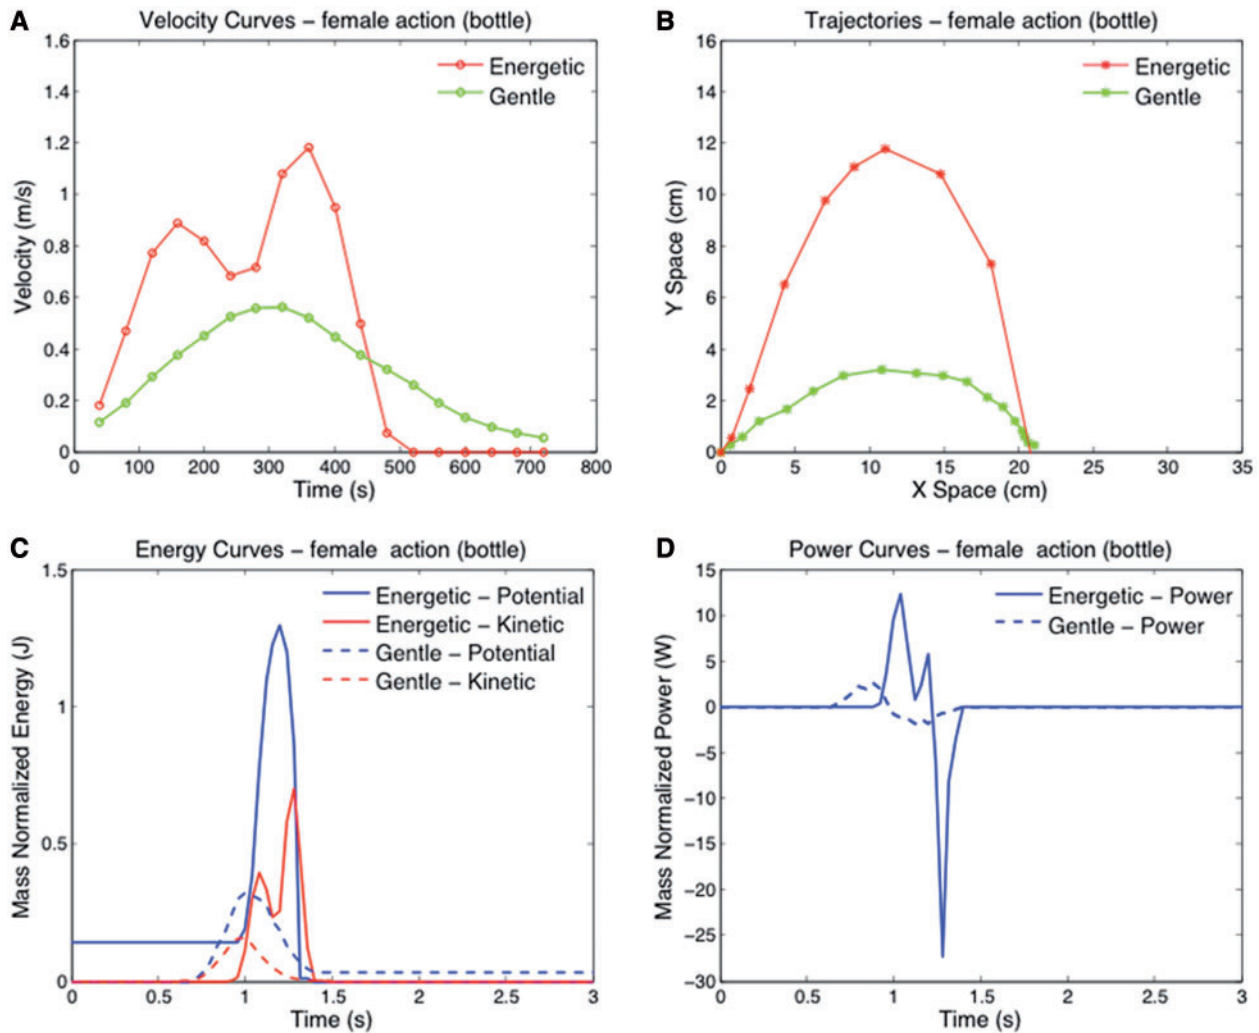 A
Velocity Curves – female action (bottle)
1.6
1.4
1.2
1
0.8
0.6
0.4
0.2
0
Velocity (m/s)
Energetic
Gentle
0 100 200 300 400 500 600 700 800
Time (s)
B
Trajectories – female action (bottle)
16
14
12
10
8
6
4
2
0
Y Space (cm)
Energetic
Gentle
0 5 10 15 20 25 30 35
X Space (cm)
C
Energy Curves – female action (bottle)
1.5
1
0.5
0
Mass Normalized Energy (J)
Energetic – Potential
Energetic – Kinetic
Gentle – Potential
Gentle – Kinetic
0 0.5 1 1.5 2 2.5 3
Time (s)
D
Power Curves – female action (bottle)
15
10
5
0
−5
−10
−15
−20
−25
−30
Mass Normalized Power (W)
Energetic – Power
Gentle – Power
0 0.5 1 1.5 2 2.5 3
Time (s)